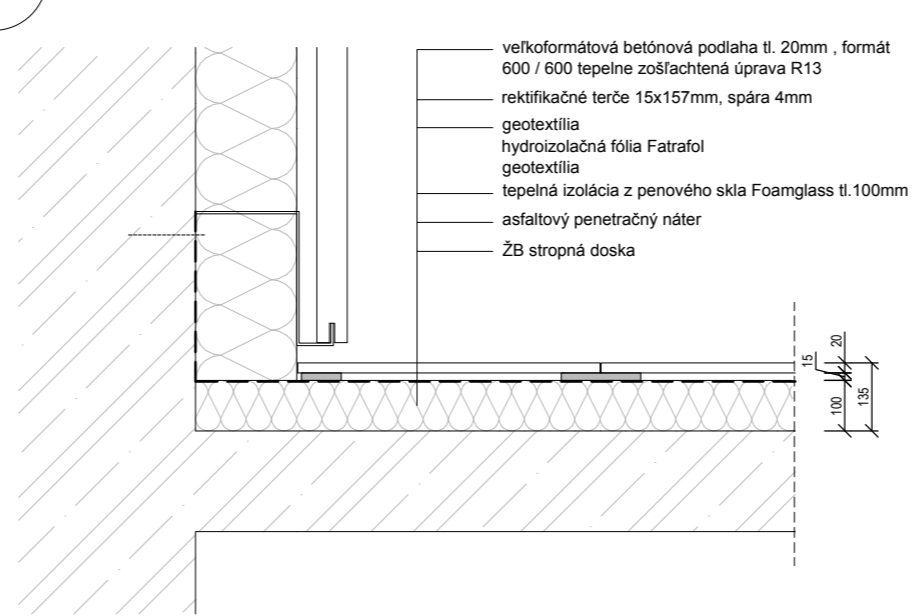 veľkoformátová betónová podlaha tl. 20mm , formát
600 / 600 tepelne zošľachtená úprava R13
rektifikačné terče 15x157mm, spára 4mm
geotextília
hydroizolačná fólia Fatrafol
geotextília
tepelná izolácia z penového skla Foamglass tl.100mm
asfaltový penetračný náter
ŽB stropná doska
20
15
100
135